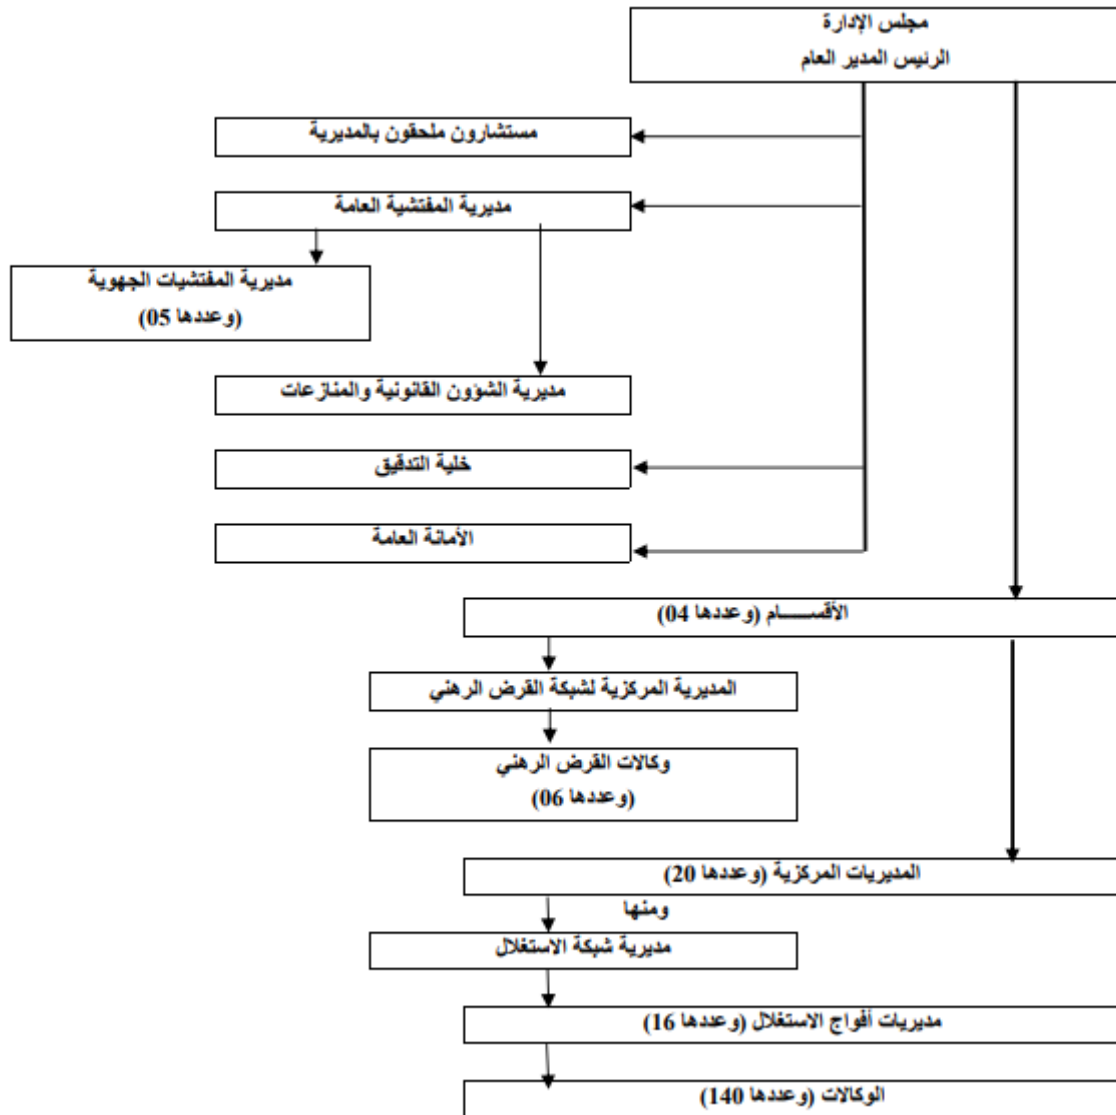 مجلس الإدارة
الرئيس المدير العام
مستشارون ملحقون بالمديرية
مديرية المفتشية العامة
مديرية المفتشيات الجهوية
(وعددها 05)
مديرية الشؤون القانونية والمنازعات
خلية التدقيق
الأمانة العامة
الأقســـــام (وعددها 04)
المديرية المركزية لشبكة القرض الرهني
وكالات القرض الرهني
(وعددها 06)
المديريات المركزية (وعددها 20)
ومنها
مديرية شبكة الاستغلال
مديريات أفواج الاستغلال (وعددها 16)
الوكالات (وعددها 140)